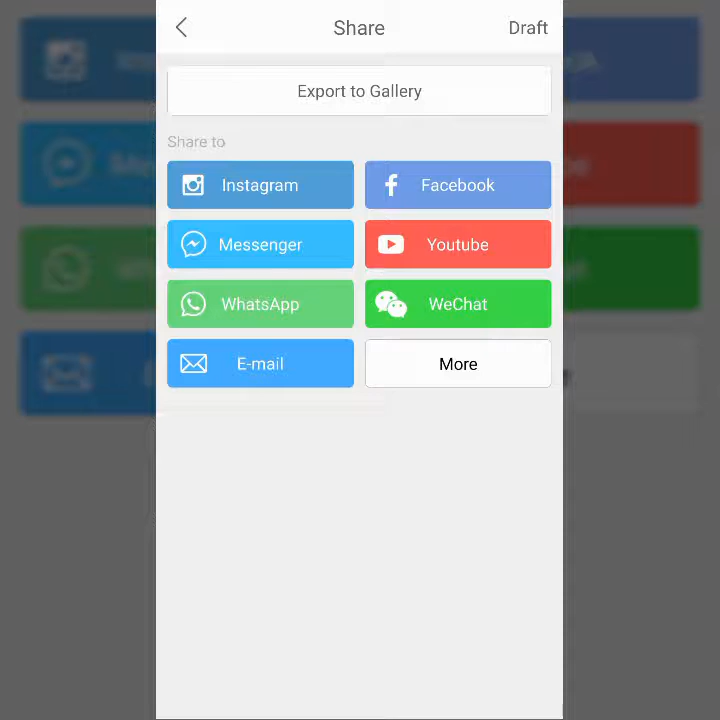 Share
Draft
Export to Gallery
Share to
Instagram
Facebook
Messenger
Youtube
WhatsApp
WeChat
E-mail
More